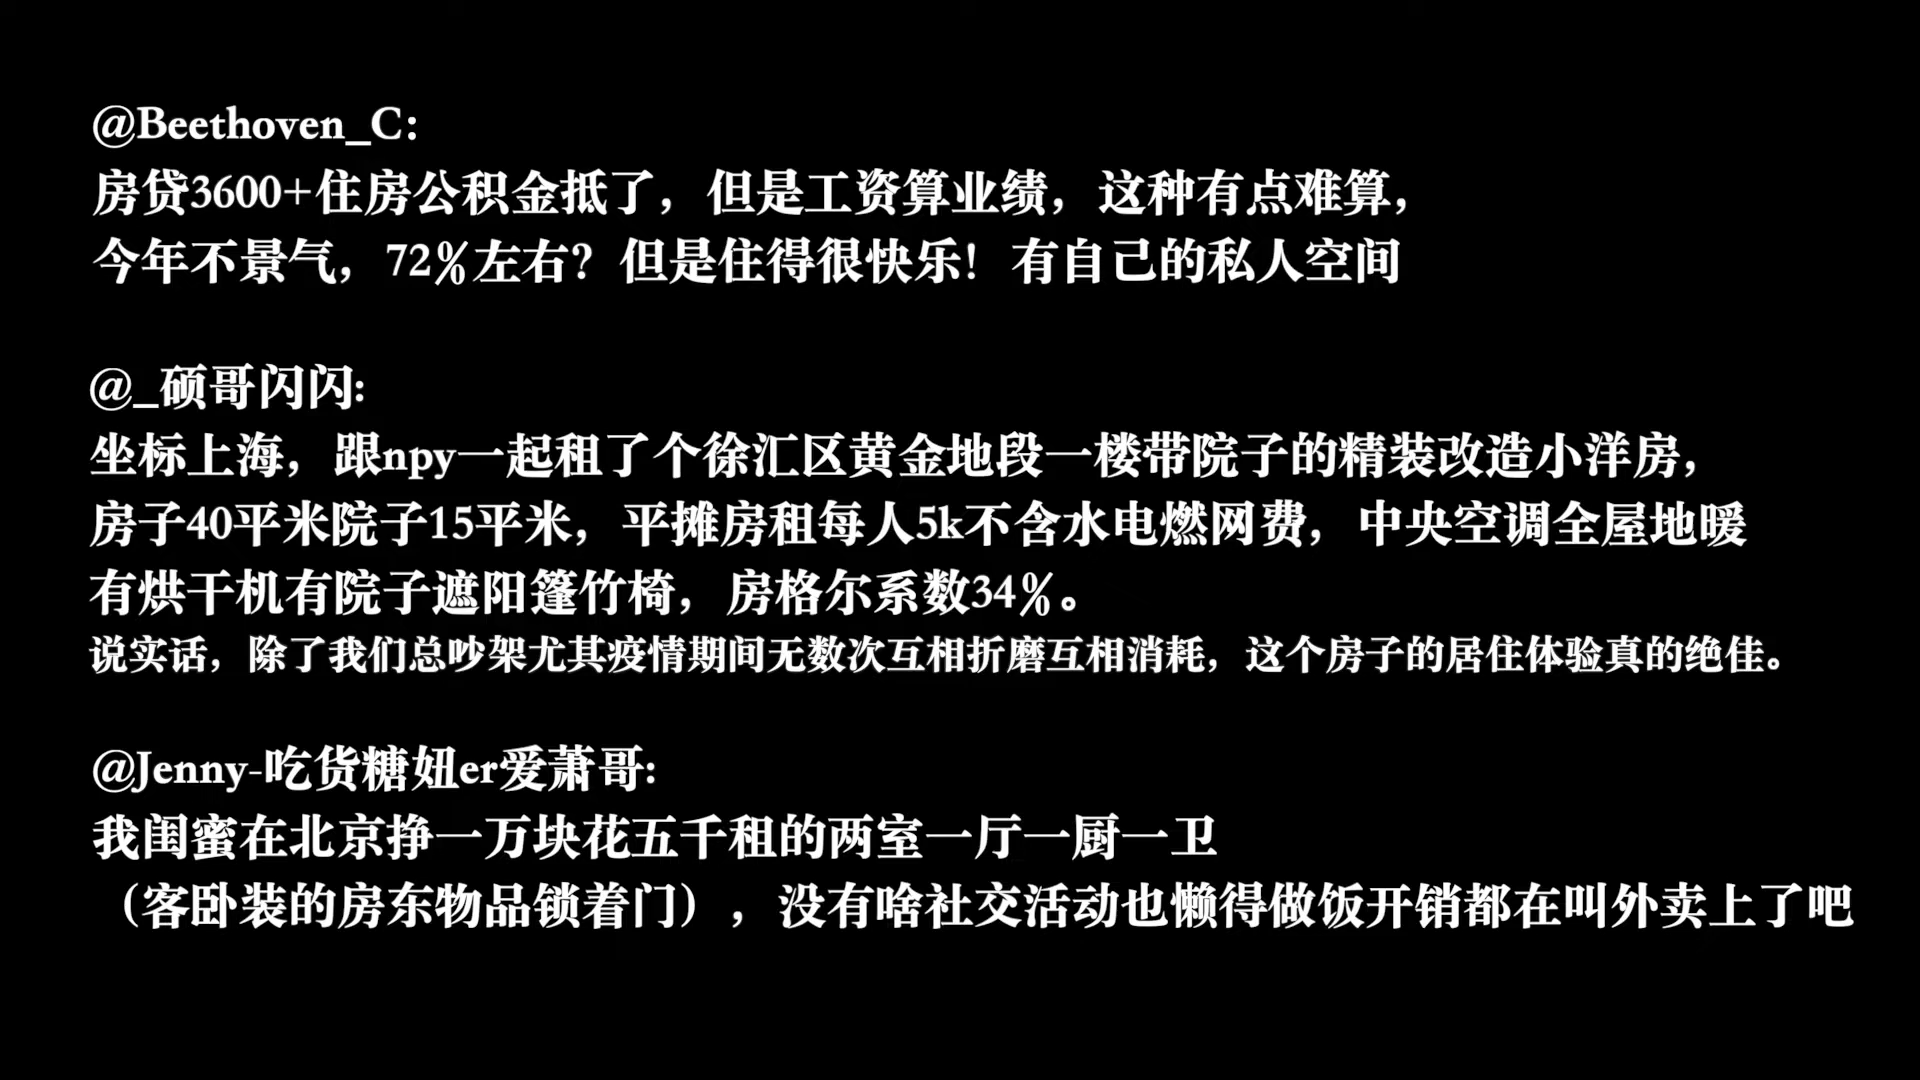 @Beethoven_C:
房贷3600+住房公积金抵了，但是工资算业绩，这种有点难算，
今年不景气，72%左右？但是住得很快乐！有自己的私人空间
@_硕哥闪闪:
坐标上海，跟npy一起租了个徐汇区黄金地段一楼带院子的精装改造小洋房，
房子40平米院子15平米，平摊房租每人5k不含水电燃网费，中央空调全屋地暖
有烘干机有院子遮阳篷竹椅，房格尔系数34%。
说实话，除了我们总吵架尤其疫情期间无数次互相折磨互相消耗，这个房子的居住体验真的绝佳。
@Jenny-吃货糖妞er爱萧哥:
我闺蜜在北京挣一万块花五千租的两室一厅一厨一卫
（客卧装的房东物品锁着门），没有啥社交活动也懒得做饭开销都在叫外卖上了吧